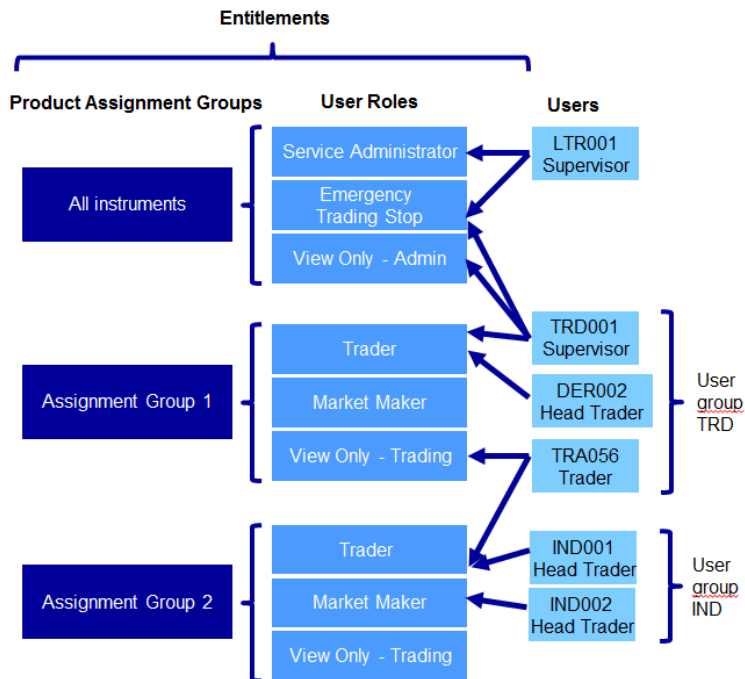 Entitlements
Product Assignment Groups
User Roles
Users
All instruments
Service Administrator
Emergency
Trading Stop
View Only - Admin
LTR001
Supervisor
Assignment Group 1
Trader
Market Maker
View Only - Trading
TRD001
Supervisor
DER002
Head Trader
TRA056
Trader
User
group
TRD
Assignment Group 2
Trader
Market Maker
View Only - Trading
IND001
Head Trader
IND002
Head Trader
User
group
IND